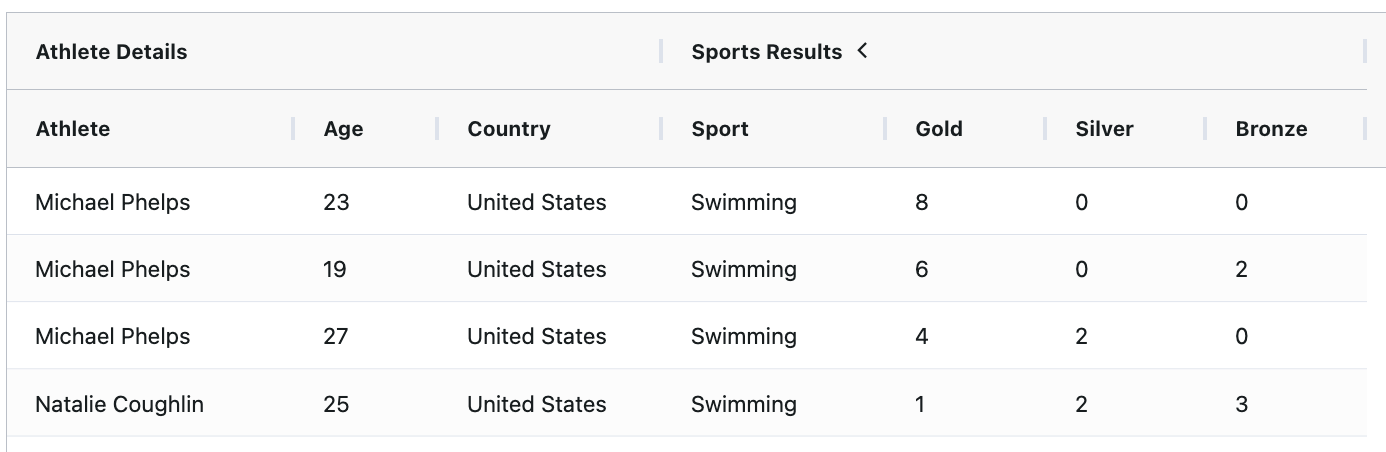 Athlete Details Sports Results <
Athlete Age Country Sport Gold Silver Bronze
Michael Phelps 23 United States Swimming 8 0 0
Michael Phelps 19 United States Swimming 6 0 2
Michael Phelps 27 United States Swimming 4 2 0
Natalie Coughlin 25 United States Swimming 1 2 3